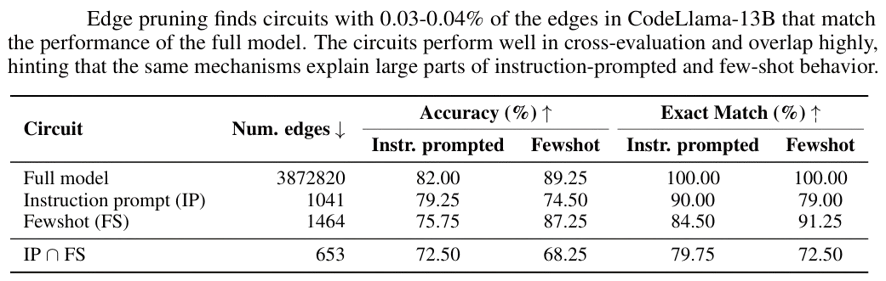 Edge pruning finds circuits with 0.03-0.04% of the edges in CodeLlama-13B that match
the performance of the full model. The circuits perform well in cross-evaluation and overlap highly,
hinting that the same mechanisms explain large parts of instruction-prompted and few-shot behavior.
Circuit Num. edges ↓ Accuracy (%) ↑ Exact Match (%) ↑
Instr. prompted Fewshot Instr. prompted Fewshot
Full model 3872820 82.00 89.25 100.00 100.00
Instruction prompt (IP) 1041 79.25 74.50 90.00 79.00
Fewshot (FS) 1464 75.75 87.25 84.50 91.25
IP ∩ FS 653 72.50 68.25 79.75 72.50